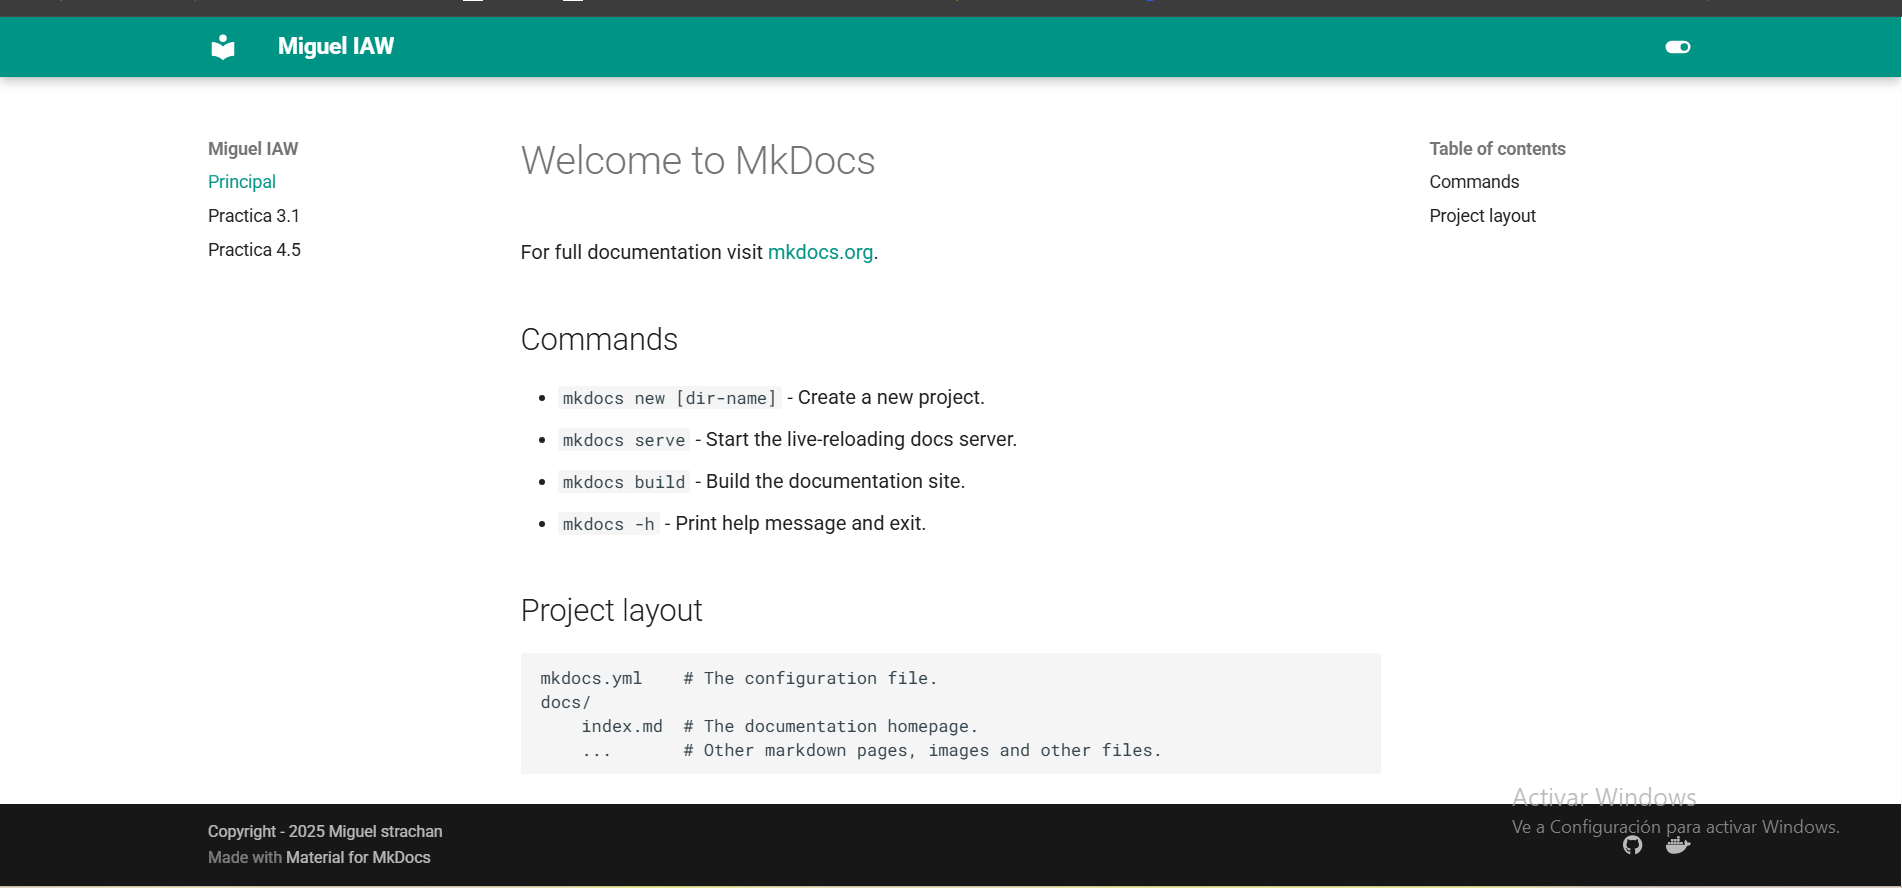 Miguel IAW
Miguel IAW
Principal
Practica 3.1
Practica 4.5
Welcome to MkDocs
For full documentation visit mkdocs.org.
Commands
mkdocs new [dir-name] - Create a new project.
mkdocs serve - Start the live-reloading docs server.
mkdocs build - Build the documentation site.
mkdocs -h - Print help message and exit.
Project layout
mkdocs.yml    # The configuration file.
docs/
    index.md  # The documentation homepage.
    ...       # Other markdown pages, images and other files.
Table of contents
Commands
Project layout
Activar Windows
Ve a Configuración para activar Windows.
Copyright - 2025 Miguel strachan
Made with Material for MkDocs